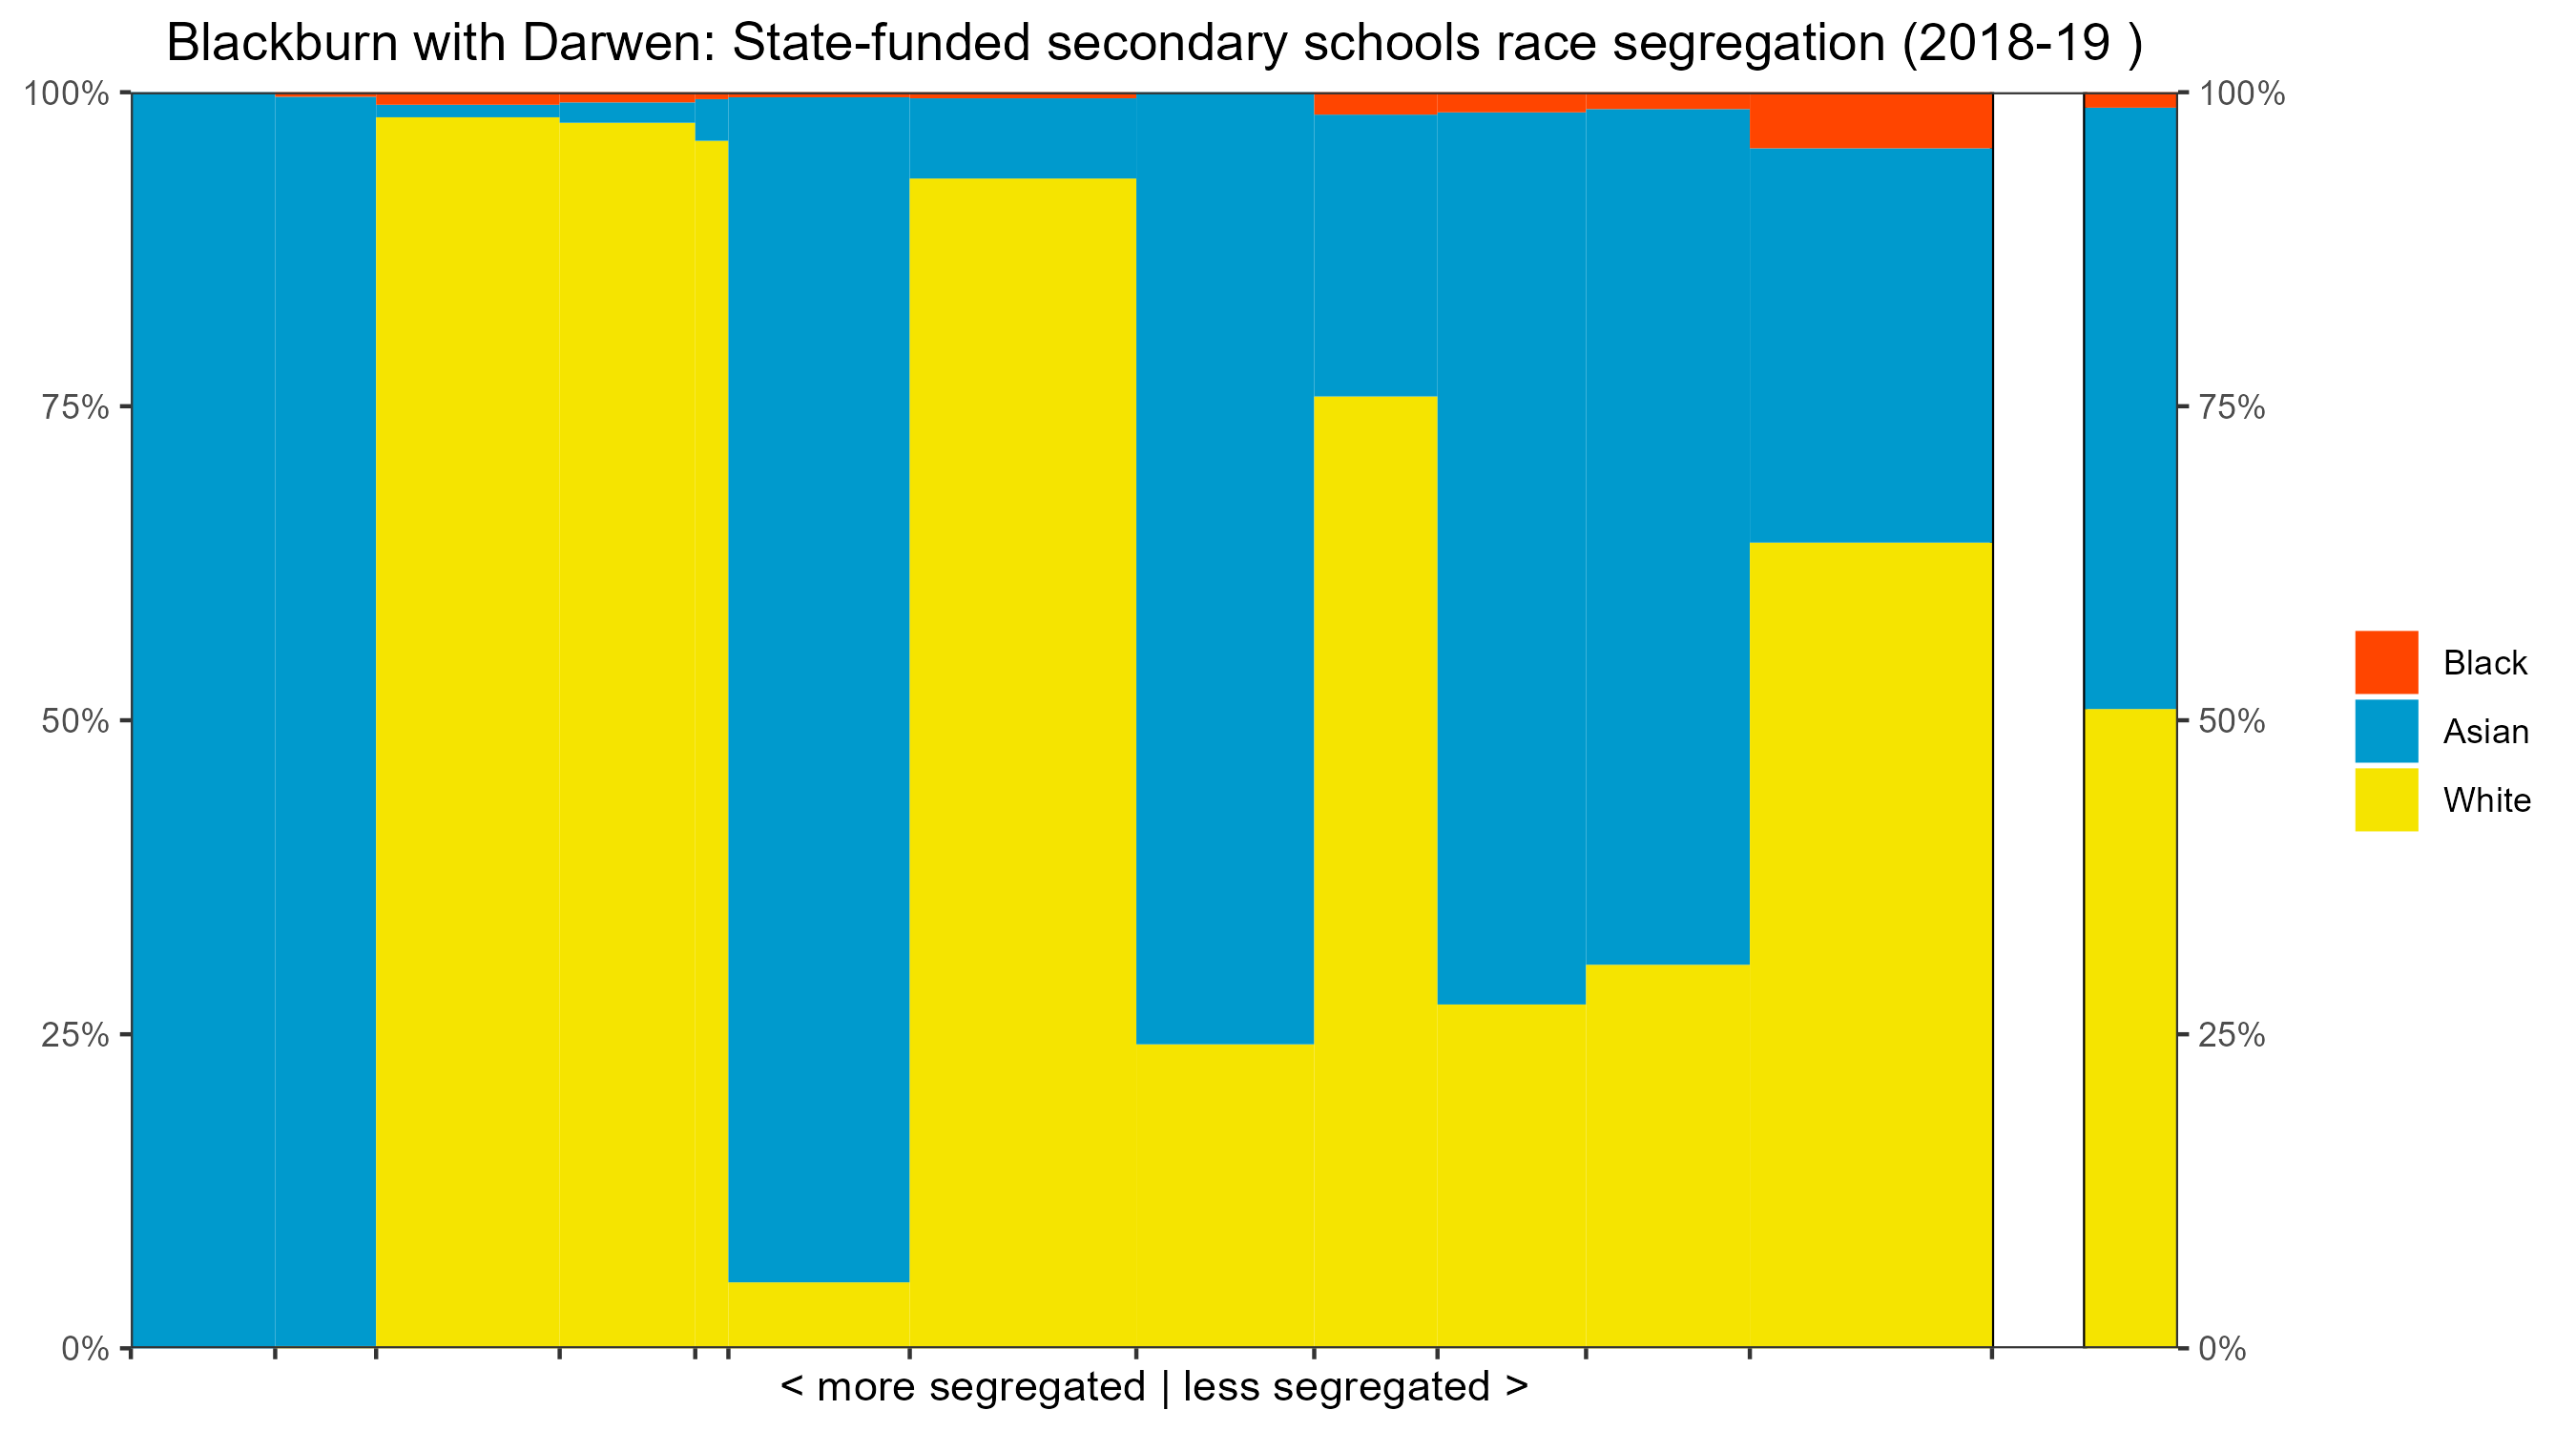 Blackburn with Darwen: State-funded secondary schools race segregation (2018-19 )
100%
75%
50%
25%
0%
100%
75%
50%
25%
0%
Black
Asian
White
< more segregated | less segregated >